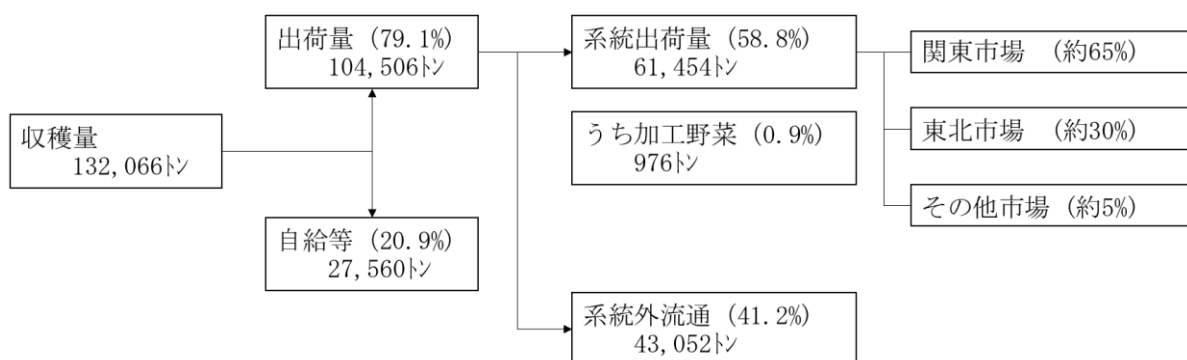 収穫量
132,066㌧
出荷量 (79.1%)
104,506㌧
自給等 (20.9%)
27,560㌧
系統出荷量 (58.8%)
61,454㌧
うち加工野菜 (0.9%)
976㌧
系統外流通 (41.2%)
43,052㌧
関東市場 (約65%)
東北市場 (約30%)
その他市場 (約5%)